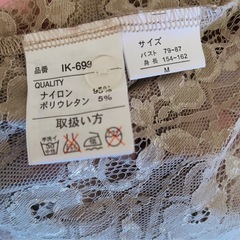 品番 IK-699
QUALITY
ナイロン 95%
ポリウレタン 5%
取扱い方
サイズ
バスト 79-87
身長 154-162
M